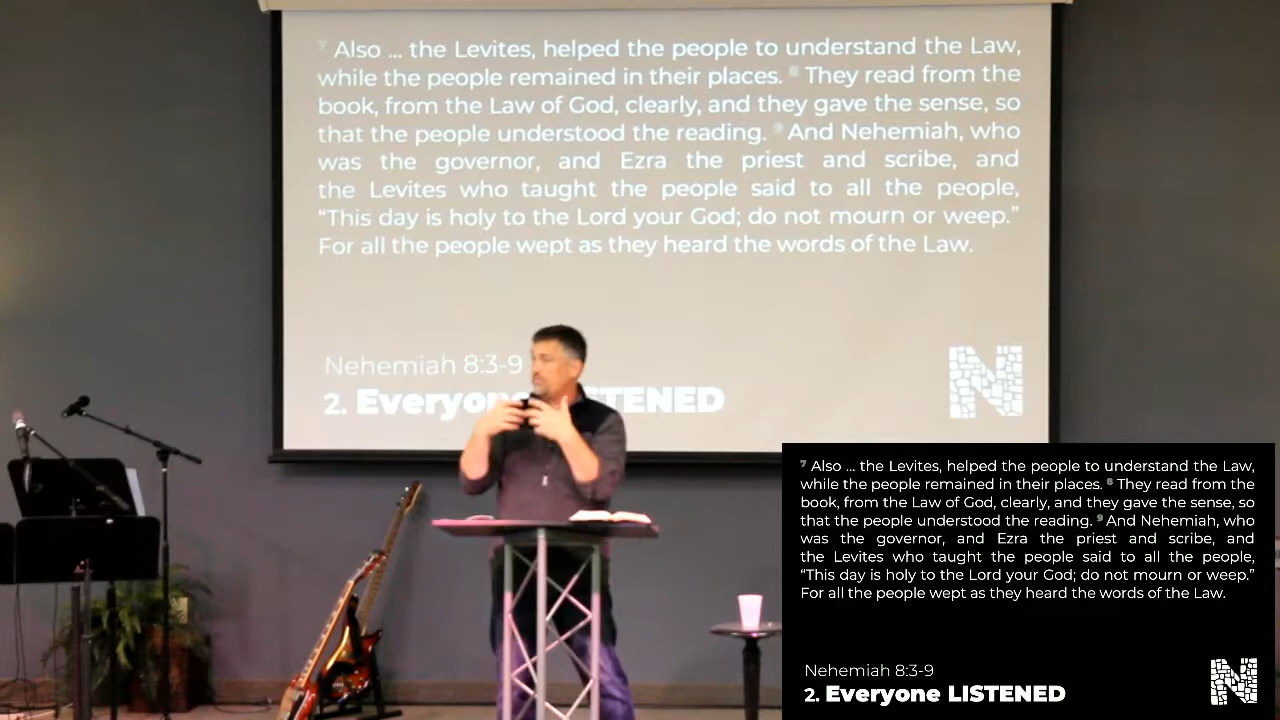 7 Also ... the Levites, helped the people to understand the Law,
while the people remained in their places. 8 They read from the
book, from the Law of God, clearly, and they gave the sense, so
that the people understood the reading. 9 And Nehemiah, who
was the governor, and Ezra the priest and scribe, and
the Levites who taught the people said to all the people,
“This day is holy to the Lord your God; do not mourn or weep.”
For all the people wept as they heard the words of the Law.
Nehemiah 8:3-9
2. Everyone LISTENED
N
7 Also ... the Levites, helped the people to understand the Law,
while the people remained in their places. 8 They read from the
book, from the Law of God, clearly, and they gave the sense, so
that the people understood the reading. 9 And Nehemiah, who
was the governor, and Ezra the priest and scribe, and
the Levites who taught the people said to all the people,
“This day is holy to the Lord your God; do not mourn or weep.”
For all the people wept as they heard the words of the Law.
Nehemiah 8:3-9
2. Everyone LISTENED
N